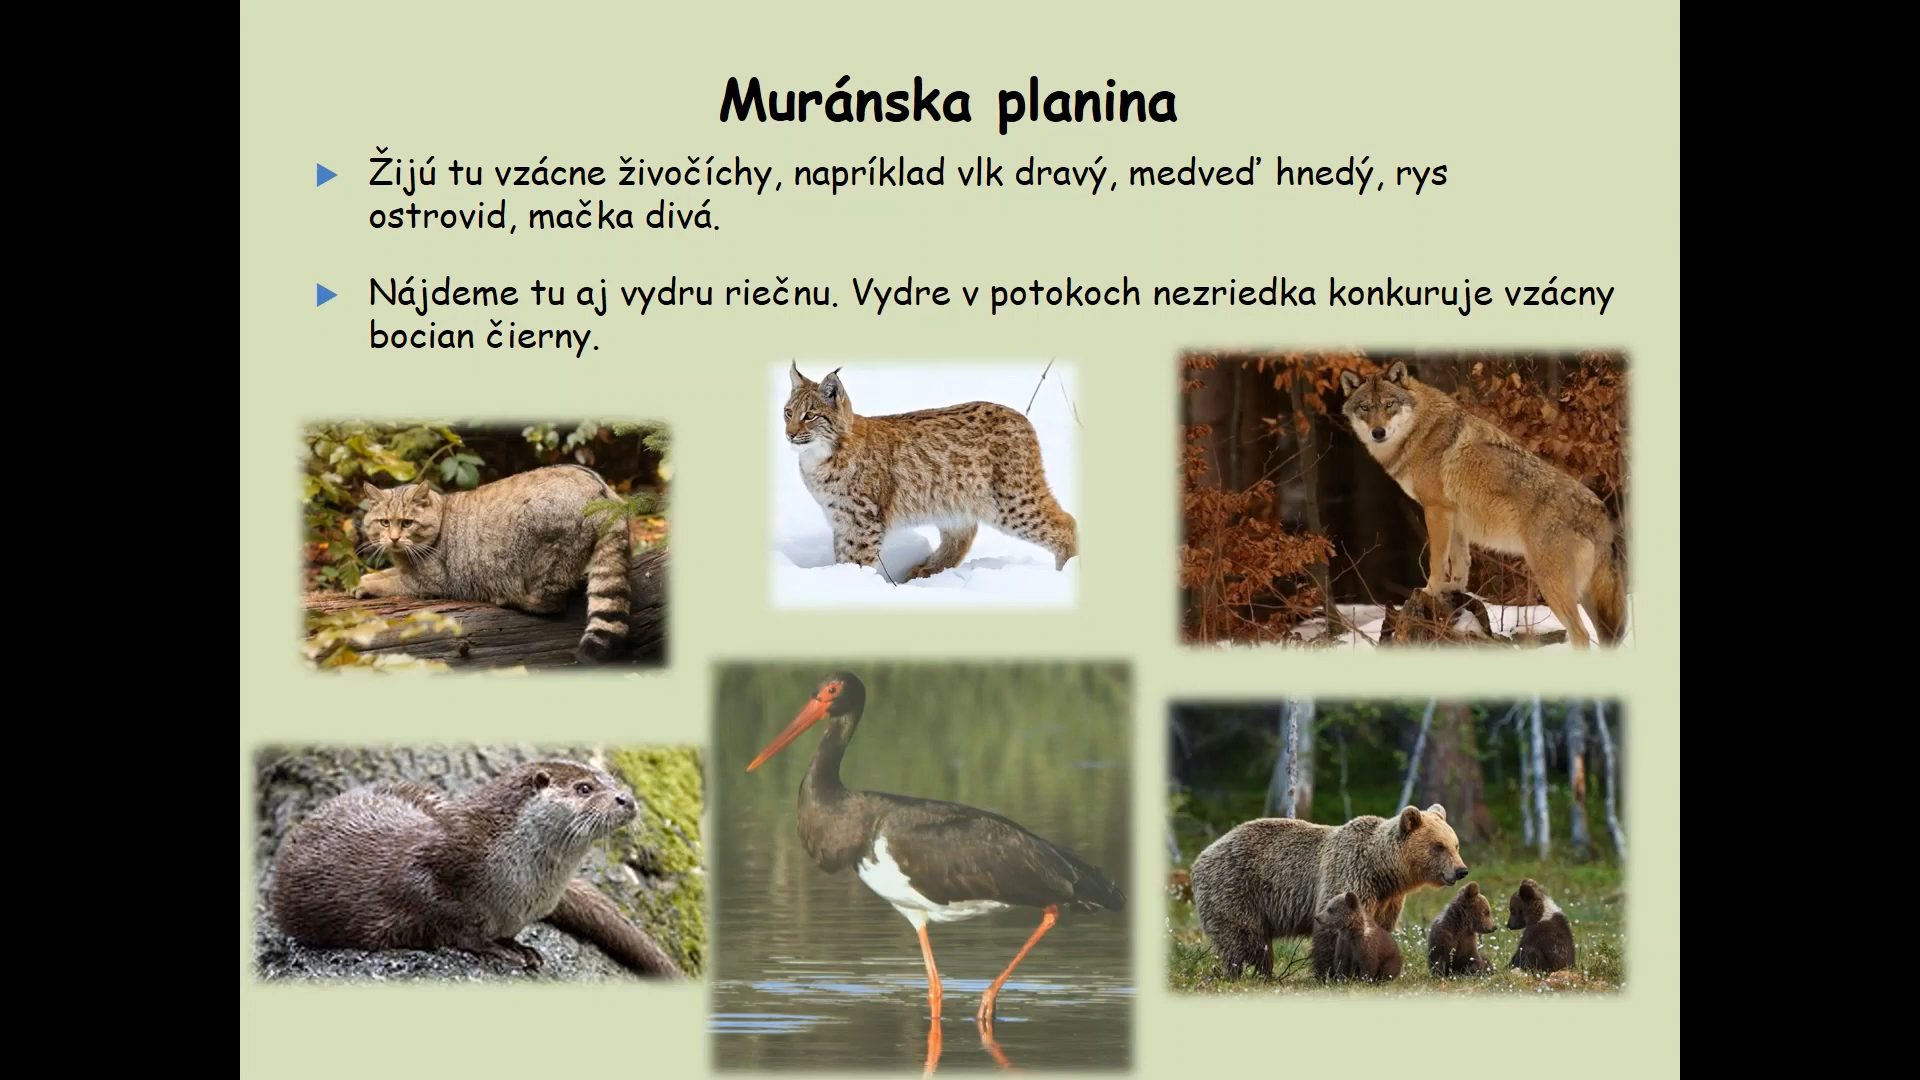 Muránska planina
Žijú tu vzácne živočíchy, napríklad vlk dravý, medveď hnedý, rys
ostrovid, mačka divá.
Nájdeme tu aj vydru riečnu. Vydre v potokoch nezriedka konkuruje vzácny
bocian čierny.